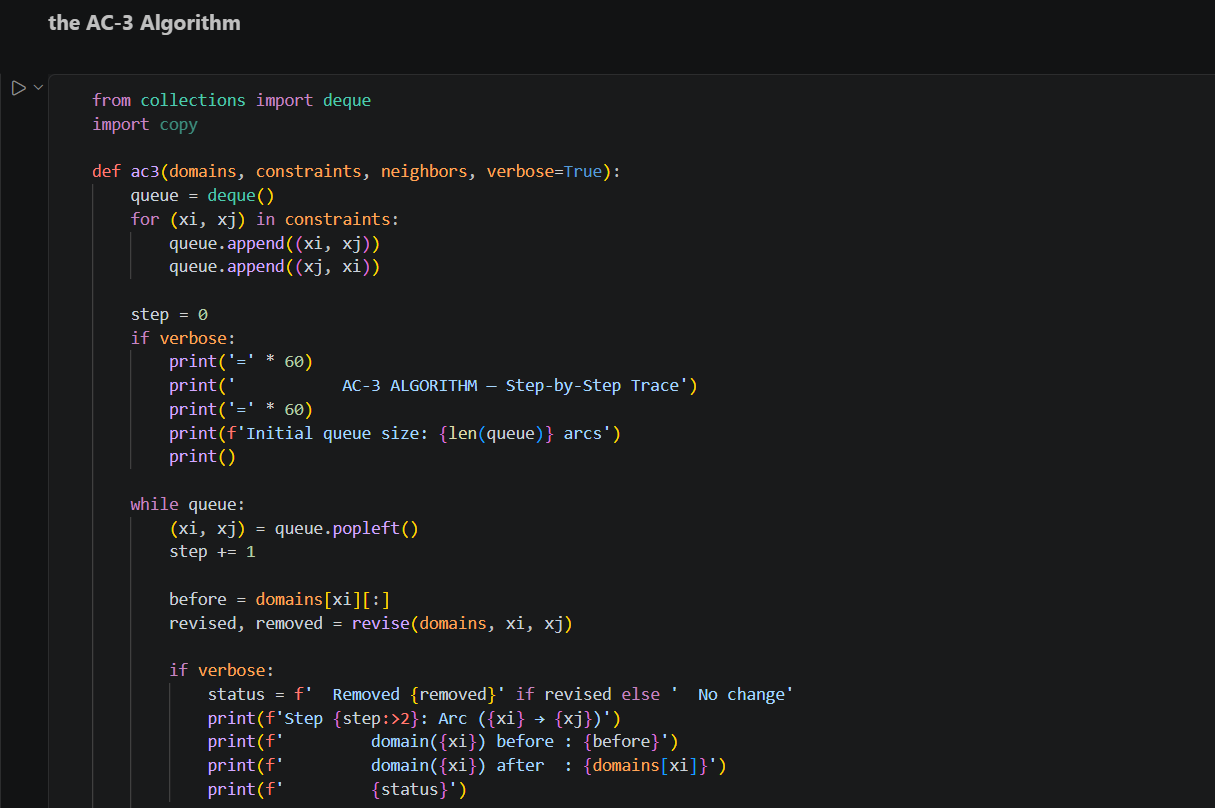 the AC-3 Algorithm
from collections import deque
import copy
def ac3(domains, constraints, neighbors, verbose=True):
    queue = deque()
    for (xi, xj) in constraints:
        queue.append((xi, xj))
        queue.append((xj, xi))
    step = 0
    if verbose:
        print('=' * 60)
        print('           AC-3 ALGORITHM — Step-by-Step Trace')
        print('=' * 60)
        print(f'Initial queue size: {len(queue)} arcs')
        print()
    while queue:
        (xi, xj) = queue.popleft()
        step += 1
        before = domains[xi][:]
        revised, removed = revise(domains, xi, xj)
        if verbose:
            status = f'  Removed {removed}' if revised else '  No change'
            print(f'Step {step:>2}: Arc ({xi} → {xj})')
            print(f'         domain({xi}) before : {before}')
            print(f'         domain({xi}) after  : {domains[xi]}')
            print(f'         {status}')